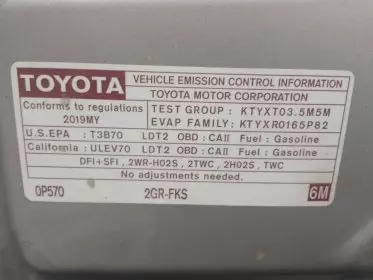 TOYOTA
VEHICLE EMISSION CONTROL INFORMATION
TOYOTA MOTOR CORPORATION
Conforms to regulations
2019MY
TEST GROUP : KTYXT03.5M5M
EVAP FAMILY: KTYXR0165P82
U.S.EPA : T3B70 LDT2 OBD : CAII Fuel : Gasoline
California : ULEV70 LDT2 OBD : CAII Fuel : Gasoline
DFI+SFI , 2WR-HO2S , 2TWC , 2HO2S , TWC
No adjustments needed.
0P570 2GR-FKS 6M